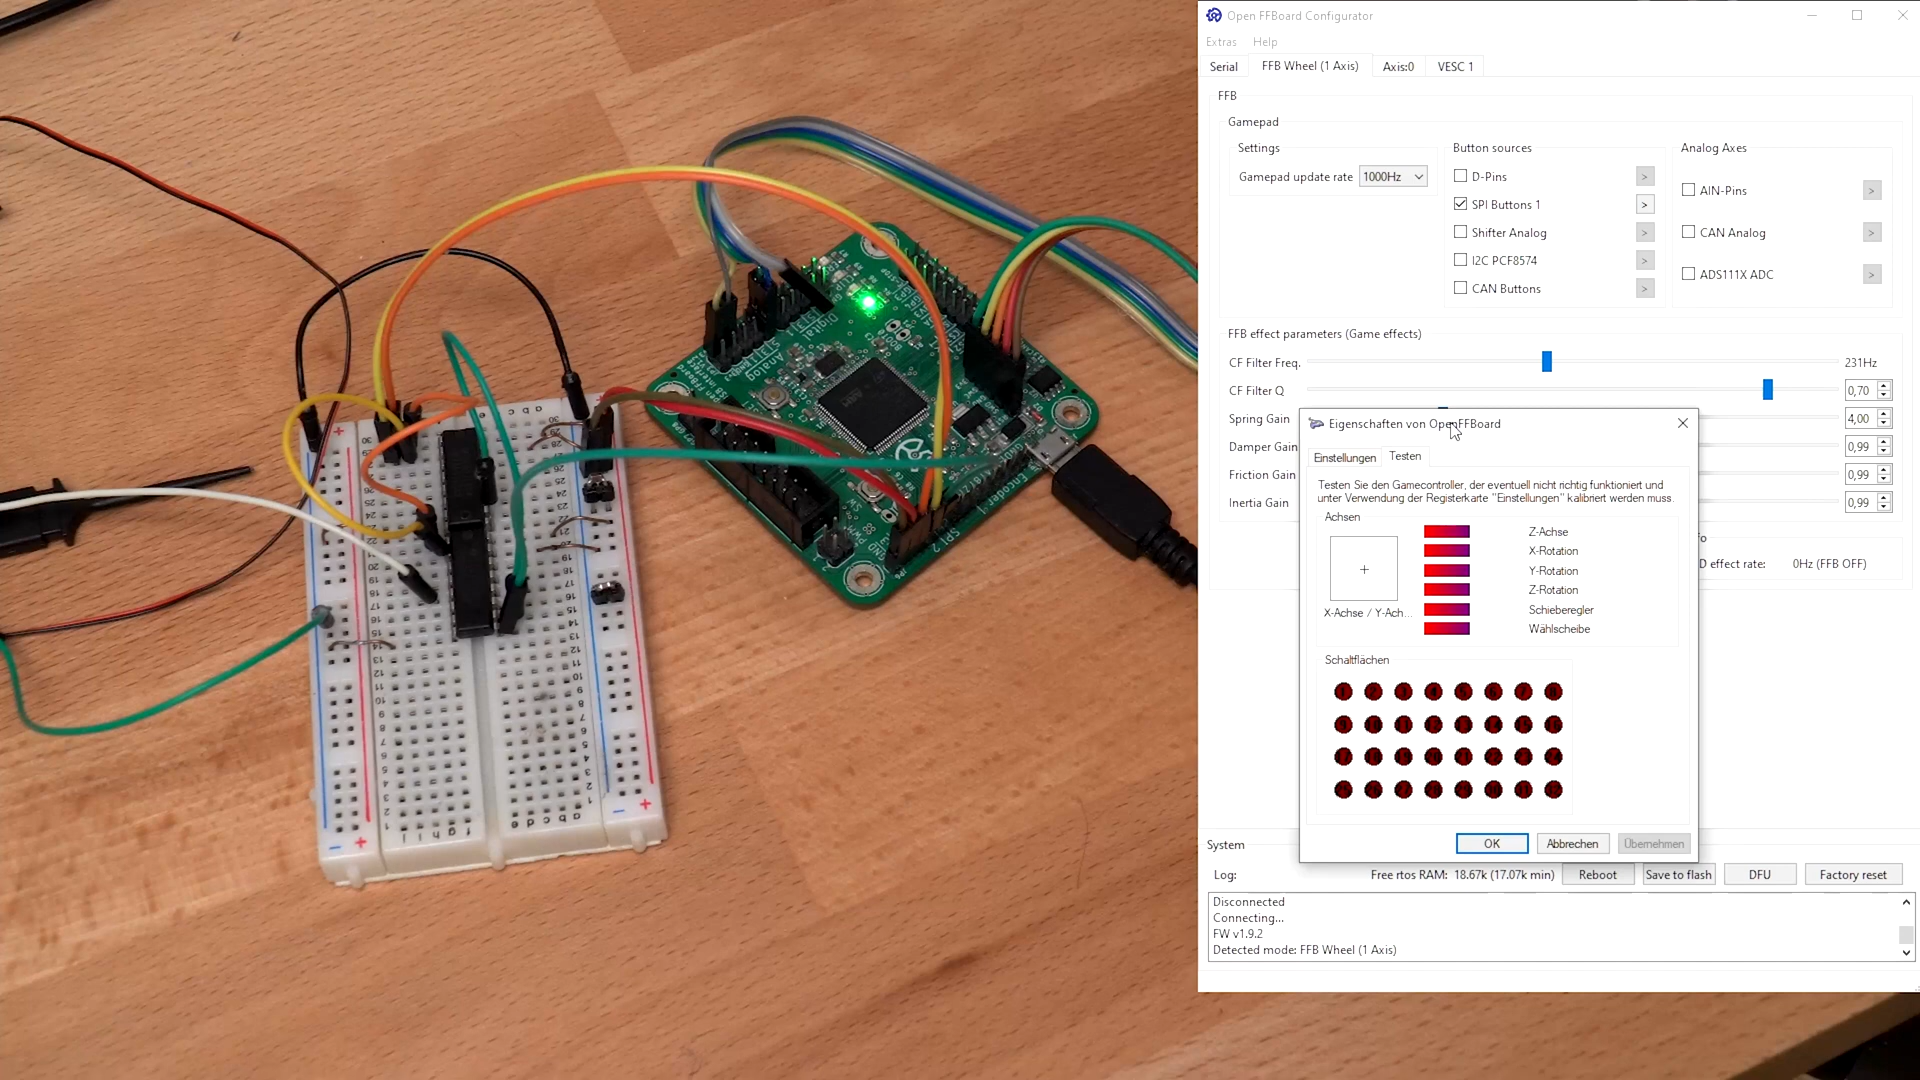 Open FFBoard Configurator
Extras Help
Serial FFB Wheel (1 Axis) Axis:0 VESC 1
FFB
Gamepad
Settings Button sources Analog Axes
Gamepad update rate 1000Hz
D-Pins >
SPI Buttons 1 >
Shifter Analog >
I2C PCF8574 >
CAN Buttons >
AIN-Pins >
CAN Analog >
ADS111X ADC >
FFB effect parameters (Game effects)
CF Filter Freq. 231Hz
CF Filter Q 0,70
Spring Gain 4,00
Damper Gain 0,99
Friction Gain 0,99
Inertia Gain 0,99
D effect rate: 0Hz (FFB OFF)
Eigenschaften von OpenFFBoard
Einstellungen Testen
Testen Sie den Gamecontroller, der eventuell nicht richtig funktioniert und
unter Verwendung der Registerkarte "Einstellungen" kalibriert werden muss.
Achsen
X-Achse / Y-Ach...
Z-Achse
X-Rotation
Y-Rotation
Z-Rotation
Schieberegler
Wählscheibe
Schaltflächen
OK Abbrechen Übernehmen
System
Log: Free rtos RAM: 18.67k (17.07k min) Reboot Save to flash DFU Factory reset
Disconnected
Connecting...
FW v1.9.2
Detected mode: FFB Wheel (1 Axis)
Digital
Analog
Encoder
SPI 2